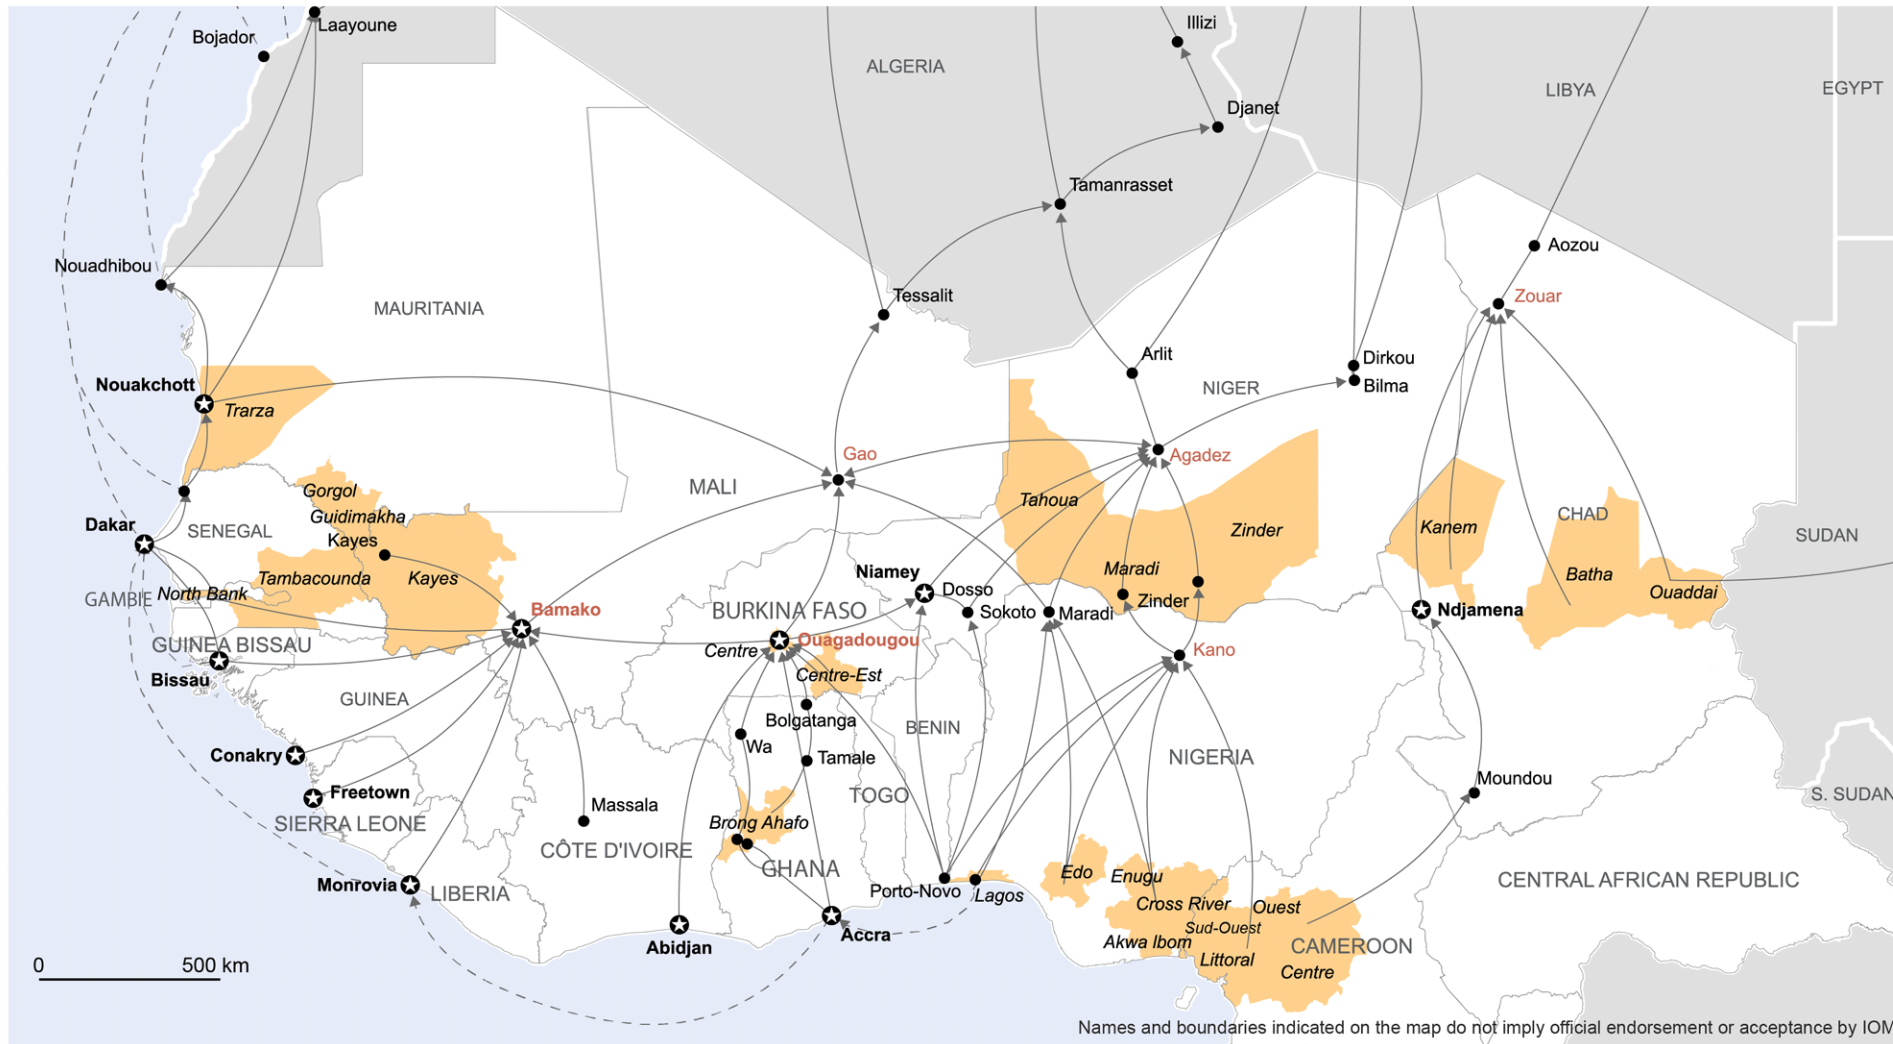 Laayoune
Bojador
Illizi
ALGERIA
LIBYA
EGYPT
Djanet
Tamanrasset
Aozou
Nouadhibou
Tessalit
Zouar
MAURITANIA
Arlit
Dirkou
Bilma
NIGER
Nouakchott
Trarza
Gao
Agadez
MALI
Gorgol
Tahoua
Guidimakha
Dakar
SENEGAL
Kayes
Zinder
Kanem
CHAD
SUDAN
Tambacounda
Kayes
Niamey
Maradi
Batha
North Bank
GAMBIE
Dosso
Zinder
Ouaddai
Bamako
BURKINA FASO
Sokoto
Maradi
Ndjamena
GUINEA BISSAU
Centre
Ouagadougou
Kano
Bissau
Centre-Est
GUINEA
Bolgatanga
BENIN
Conakry
Wa
Tamale
NIGERIA
Moundou
Freetown
Massala
TOGO
S. SUDAN
SIERRA LEONE
Brong Ahafo
CÔTE D'IVOIRE
GHANA
Edo
Enugu
Monrovia
LIBERIA
Porto-Novo
Lagos
CENTRAL AFRICAN REPUBLIC
Cross River
Ouest
Sud-Ouest
Abidjan
Accra
Akwa Ibom
CAMEROON
Littoral
Centre
0 500 km
Names and boundaries indicated on the map do not imply official endorsement or acceptance by IOM